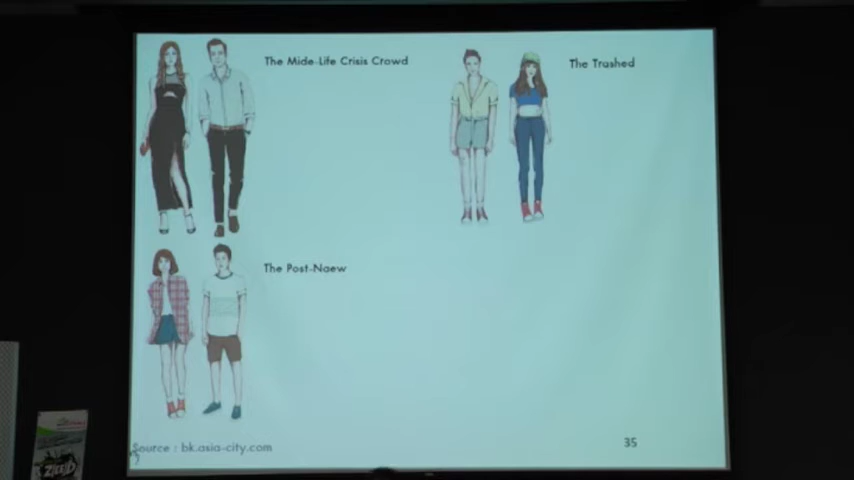 The Mide-Life Crisis Crowd
The Trashed
The Post-Naew
Source : bk.asia-city.com
35